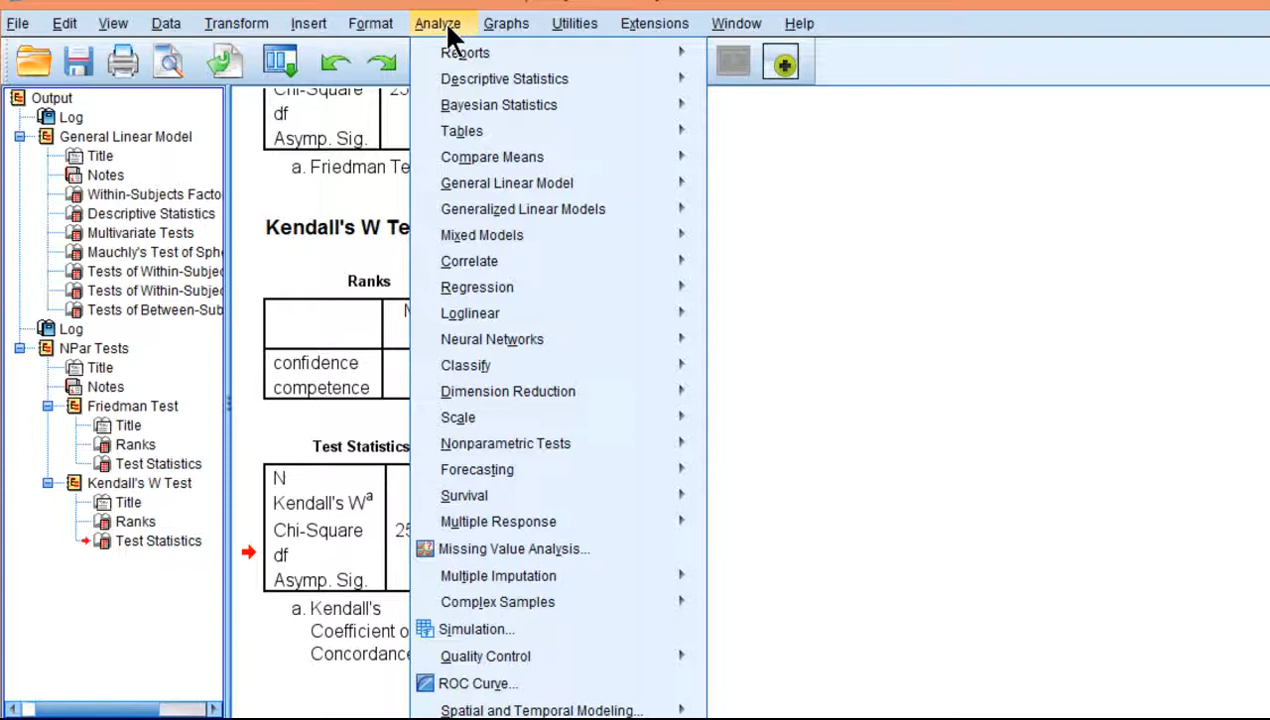 File Edit View Data Transform Insert Format Analyze Graphs Utilities Extensions Window Help
Output
Log
General Linear Model
Title
Notes
Within-Subjects Facto
Descriptive Statistics
Multivariate Tests
Mauchly's Test of Sphe
Tests of Within-Subjec
Tests of Within-Subjec
Tests of Between-Sub
Log
NPar Tests
Title
Notes
Friedman Test
Title
Ranks
Test Statistics
Kendall's W Test
Title
Ranks
Test Statistics
Chi-Square 25
df
Asymp. Sig.
a. Friedman Te
Kendall's W Te
Ranks
N
confidence
competence
Test Statistics
N
Kendall's Wa
Chi-Square 25
df
Asymp. Sig.
a. Kendall's
Coefficient o
Concordance
Reports
Descriptive Statistics
Bayesian Statistics
Tables
Compare Means
General Linear Model
Generalized Linear Models
Mixed Models
Correlate
Regression
Loglinear
Neural Networks
Classify
Dimension Reduction
Scale
Nonparametric Tests
Forecasting
Survival
Multiple Response
Missing Value Analysis...
Multiple Imputation
Complex Samples
Simulation...
Quality Control
ROC Curve...
Spatial and Temporal Modeling...